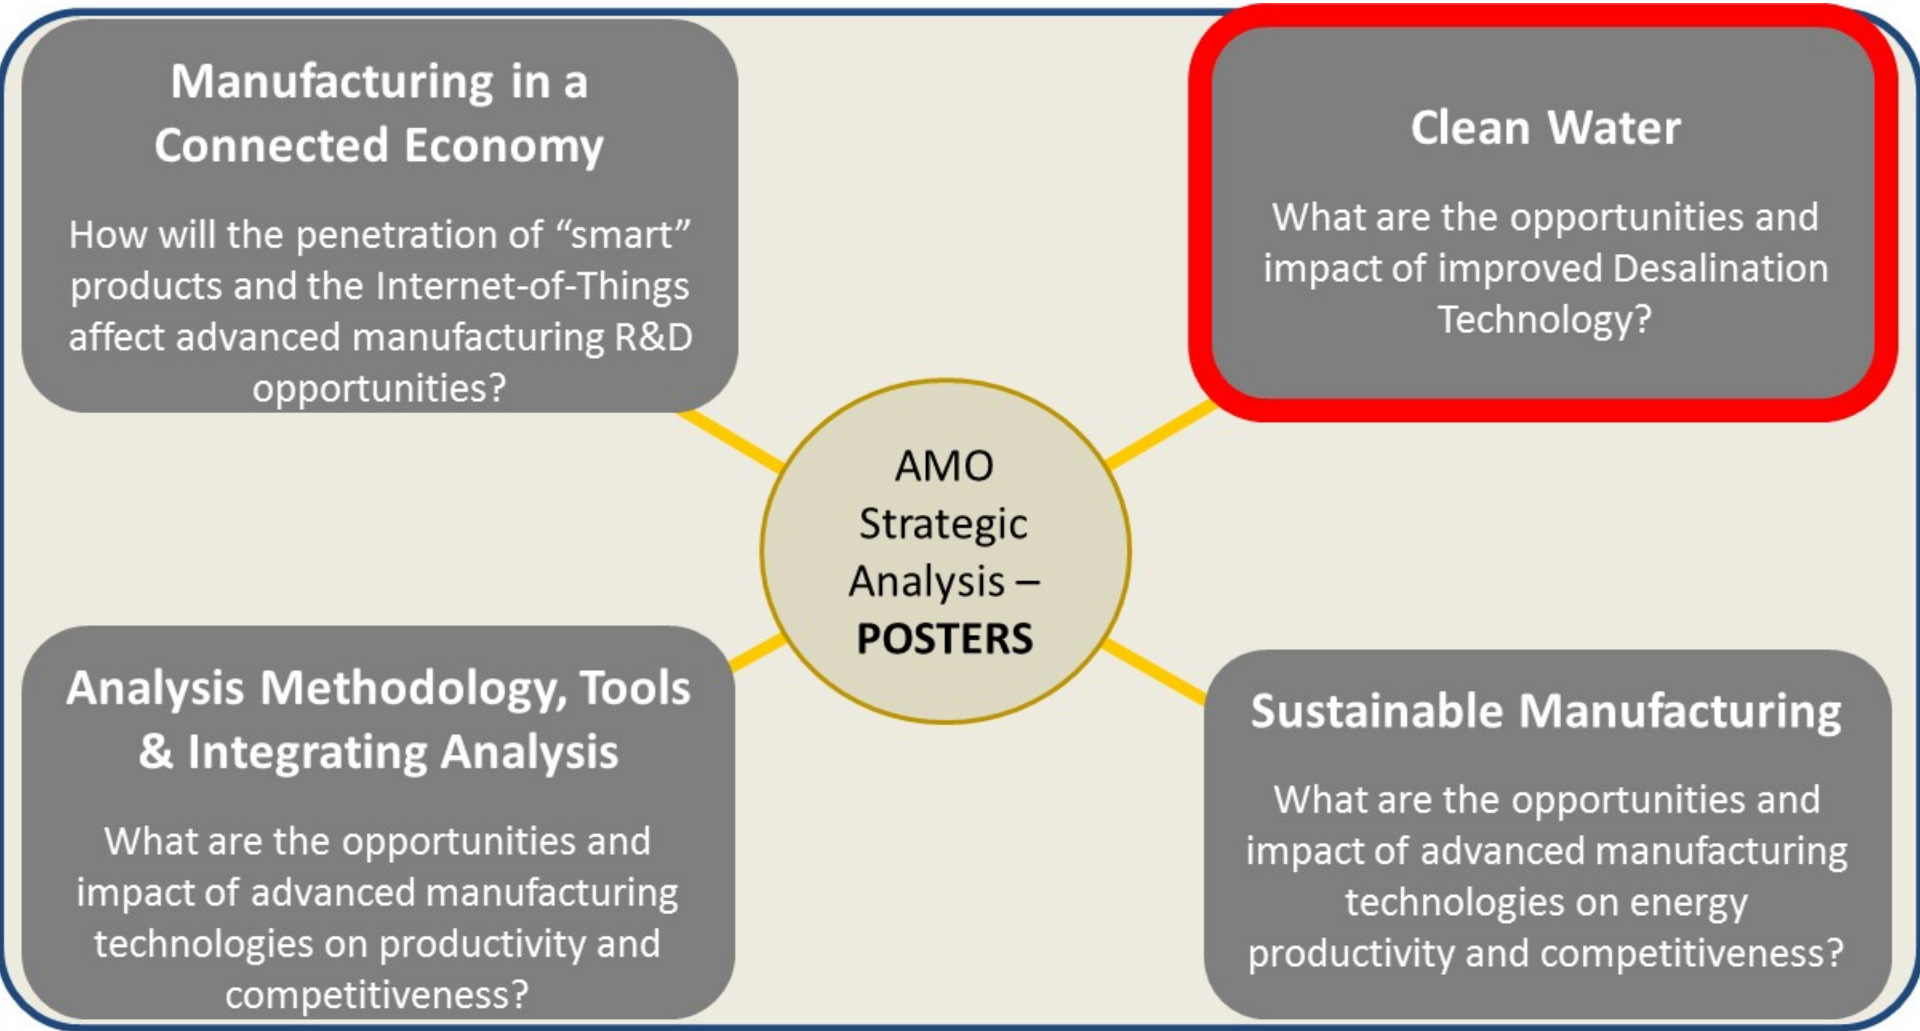 Manufacturing in a
Connected Economy
How will the penetration of “smart”
products and the Internet-of-Things
affect advanced manufacturing R&D
opportunities?
Clean Water
What are the opportunities and
impact of improved Desalination
Technology?
AMO
Strategic
Analysis –
POSTERS
Analysis Methodology, Tools
& Integrating Analysis
What are the opportunities and
impact of advanced manufacturing
technologies on productivity and
competitiveness?
Sustainable Manufacturing
What are the opportunities and
impact of advanced manufacturing
technologies on energy
productivity and competitiveness?